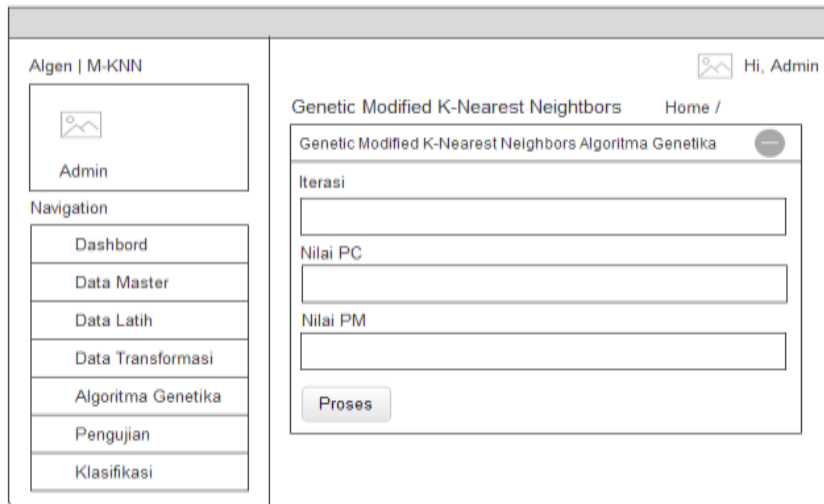 Algen | M-KNN
Admin
Navigation
Dashbord
Data Master
Data Latih
Data Transformasi
Algoritma Genetika
Pengujian
Klasifikasi
Hi, Admin
Genetic Modified K-Nearest Neightbors Home /
Genetic Modified K-Nearest Neighbors Algoritma Genetika
Iterasi
Nilai PC
Nilai PM
Proses